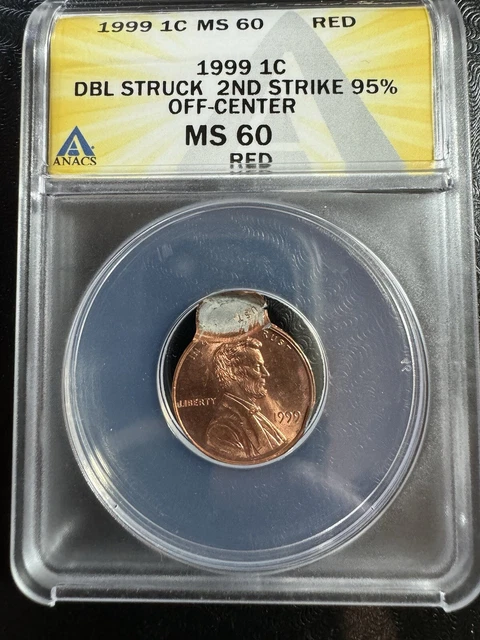 1999 1C MS 60 RED
1999 1C
DBL STRUCK 2ND STRIKE 95%
OFF-CENTER
MS 60
RED
ANACS
LIBERTY
1999